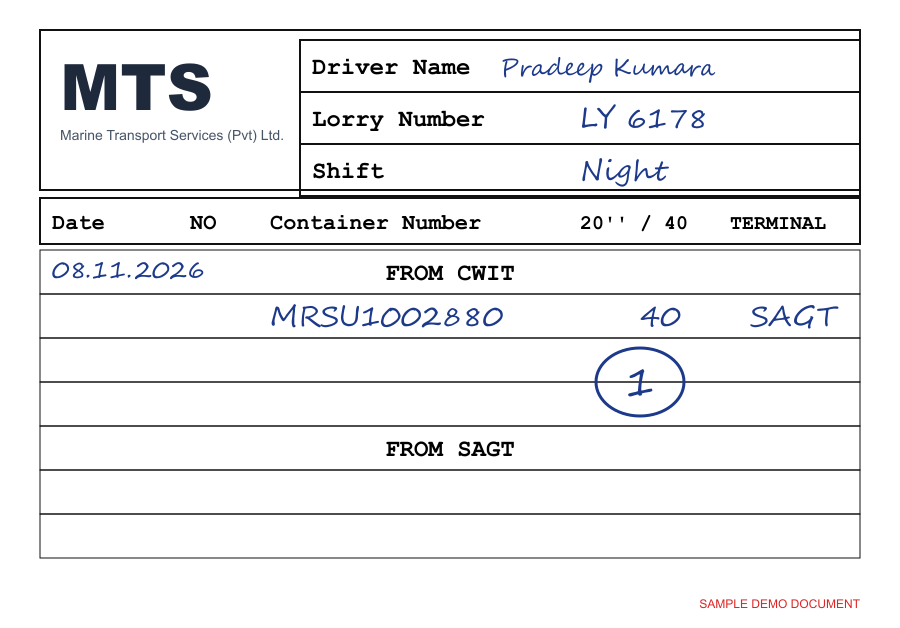 MTS
Marine Transport Services (Pvt) Ltd.
Driver Name Pradeep Kumara
Lorry Number LY 6178
Shift Night
Date NO Container Number 20'' / 40 TERMINAL
08.11.2026 FROM CWIT
MRSU1002880 40 SAGT
1
FROM SAGT
SAMPLE DEMO DOCUMENT